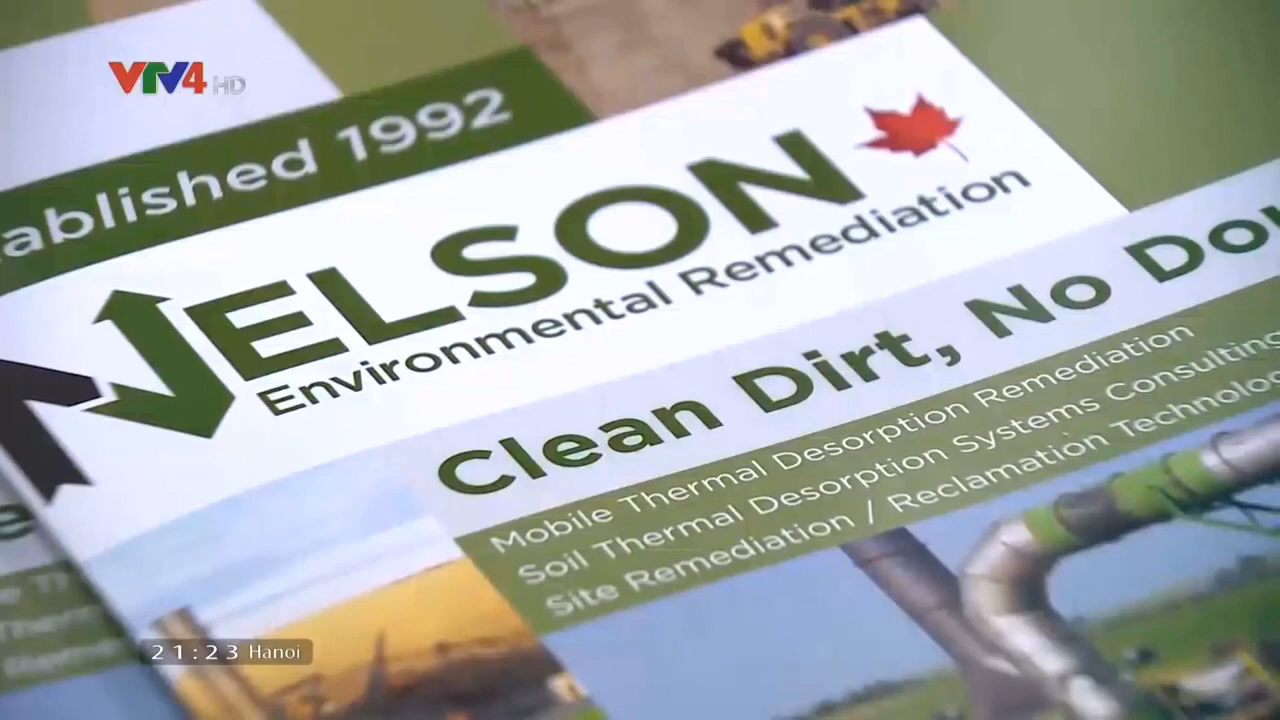 VTV4 HD
ablished 1992
NELSON
Environmental Remediation
Clean Dirt, No Dou
Mobile Thermal Desorption Remediation
Soil Thermal Desorption Systems Consulting
Site Remediation / Reclamation Technolo
21:23 Hanoi